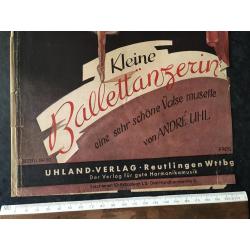 Kleine
Ballettänzerin
eine sehr schöne Valse musette
von ANDRÉ UHL
PREIS
UHLAND-VERLAG · Reutlingen Wttbg
Der Verlag für gute Harmonikamusik